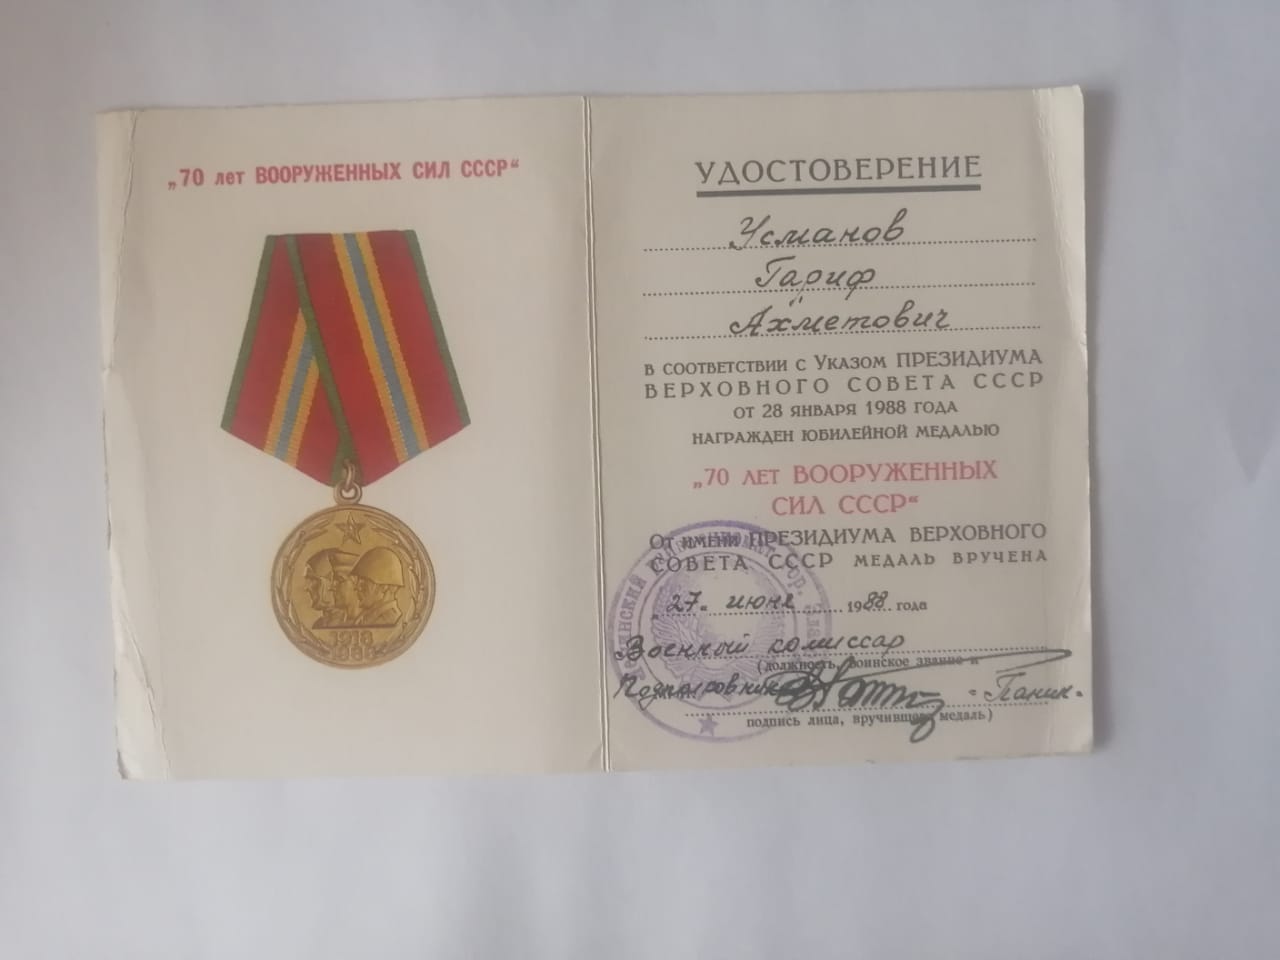 „70 лет ВООРУЖЕННЫХ СИЛ СССР“
1918
1988
УДОСТОВЕРЕНИЕ
Усманов
Гариф
Ахметович
В СООТВЕТСТВИИ С УКАЗОМ ПРЕЗИДИУМА
ВЕРХОВНОГО СОВЕТА СССР
ОТ 28 ЯНВАРЯ 1988 ГОДА
НАГРАЖДЕН ЮБИЛЕЙНОЙ МЕДАЛЬЮ
„70 ЛЕТ ВООРУЖЕННЫХ
СИЛ СССР“
От имени ПРЕЗИДИУМА ВЕРХОВНОГО
СОВЕТА СССР МЕДАЛЬ ВРУЧЕНА
„27“ июня 1988 года
Военный комиссар
(должность, воинское звание и
Подполковник -Паник-
подпись лица, вручившего медаль)